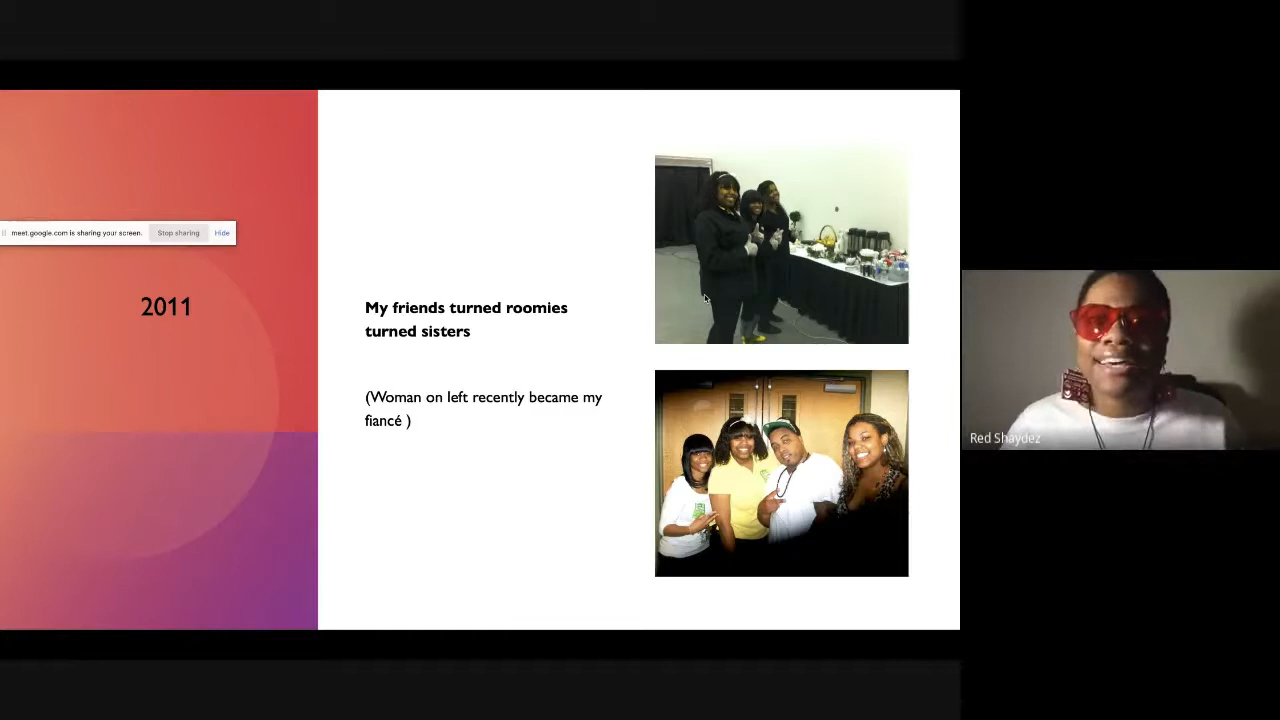 meet.google.com is sharing your screen. Stop sharing Hide
2011
My friends turned roomies
turned sisters
(Woman on left recently became my
fiancé )
Red Shaydez